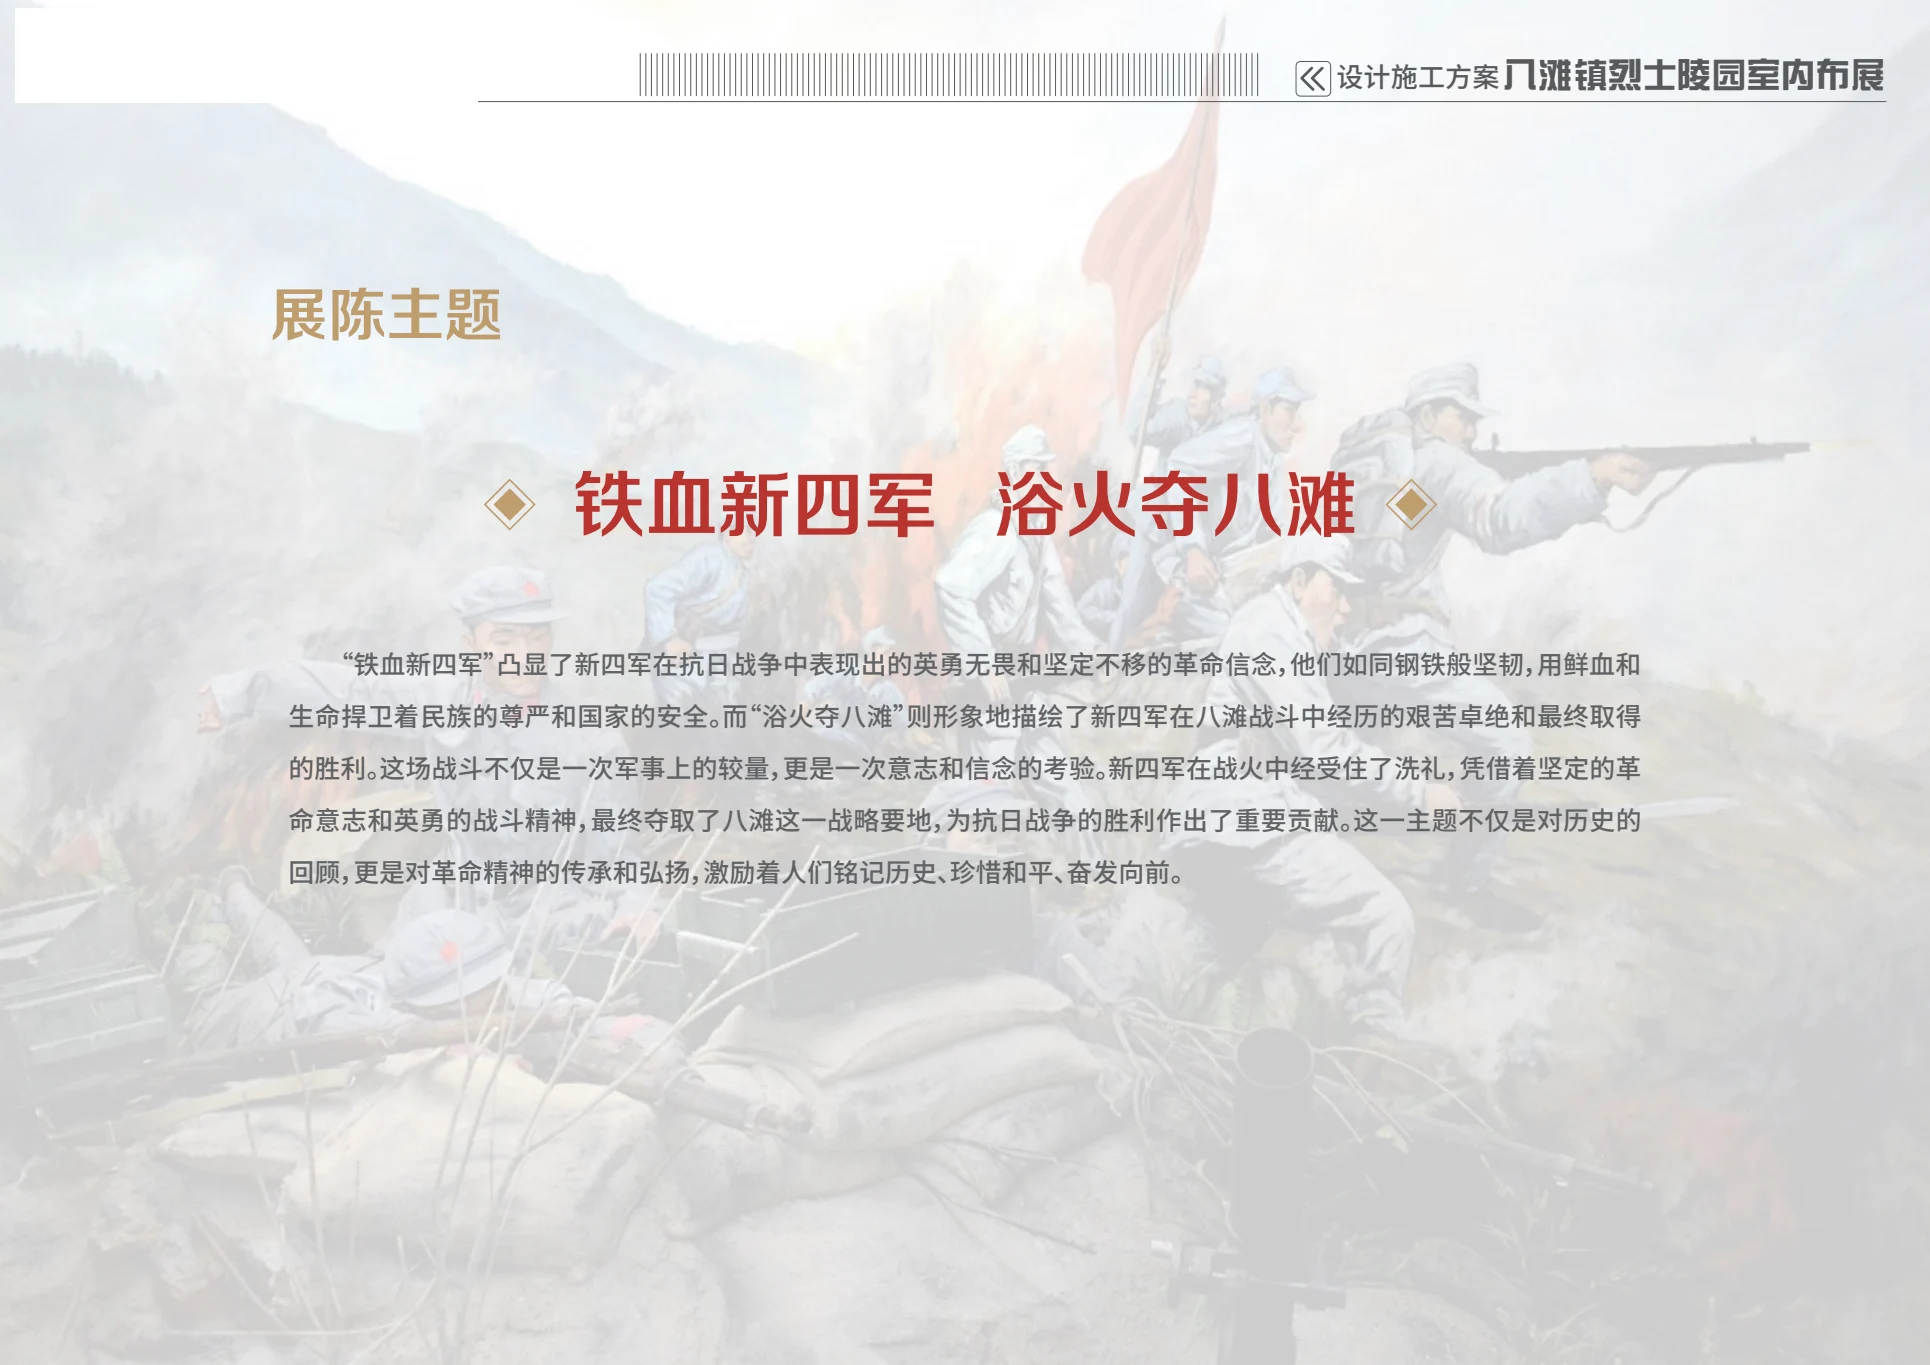 设计施工方案 八滩镇烈士陵园室内布展
展陈主题
铁血新四军 浴火夺八滩
“铁血新四军”凸显了新四军在抗日战争中表现出的英勇无畏和坚定不移的革命信念，他们如同钢铁般坚韧，用鲜血和
生命捍卫着民族的尊严和国家的安全。而“浴火夺八滩”则形象地描绘了新四军在八滩战斗中经历的艰苦卓绝和最终取得
的胜利。这场战斗不仅是一次军事上的较量，更是一次意志和信念的考验。新四军在战火中经受住了洗礼，凭借着坚定的革
命意志和英勇的战斗精神，最终夺取了八滩这一战略要地，为抗日战争的胜利作出了重要贡献。这一主题不仅是对历史的
回顾，更是对革命精神的传承和弘扬，激励着人们铭记历史、珍惜和平、奋发向前。